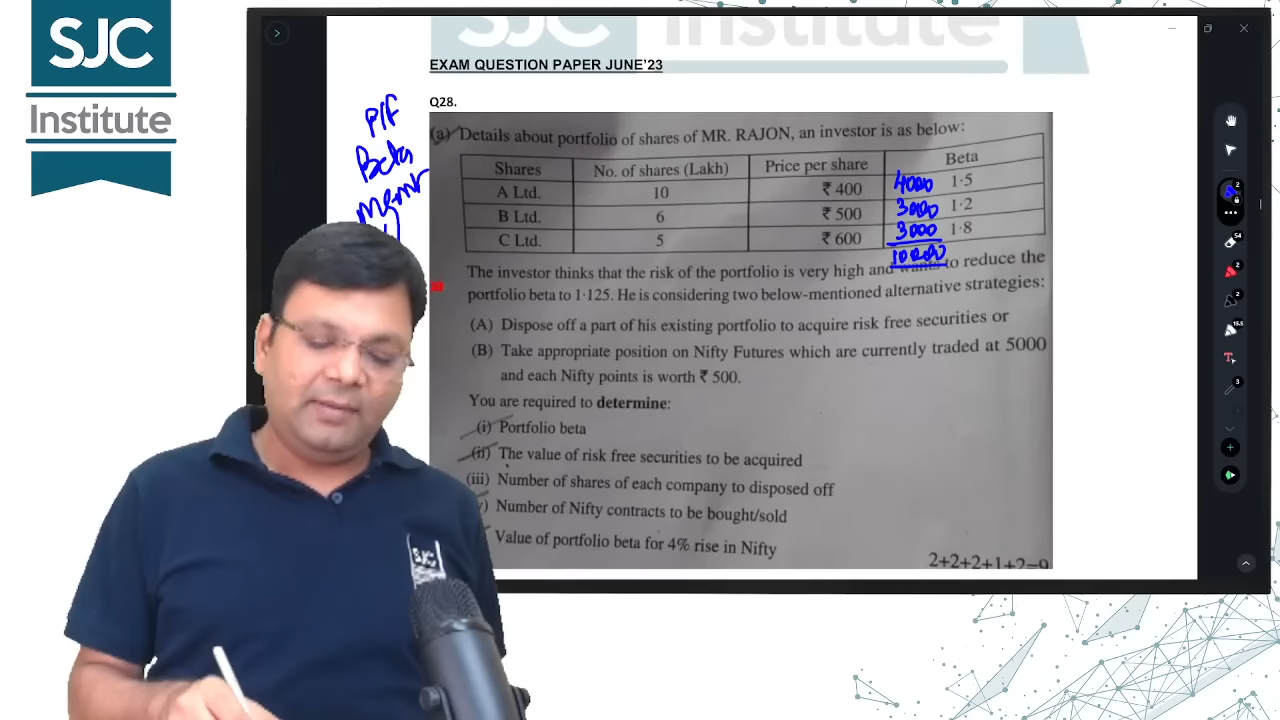 SJC
Institute
SJC Institute
EXAM QUESTION PAPER JUNE'23
Q28.
P/F
Beta
Mgmt
(a) Details about portfolio of shares of MR. RAJON, an investor is as below:
Shares No. of shares (Lakh) Price per share Beta
A Ltd. 10 ₹ 400 4000 1·5
B Ltd. 6 ₹ 500 3000 1·2
C Ltd. 5 ₹ 600 3000 1·8
10000
The investor thinks that the risk of the portfolio is very high and wants to reduce the
portfolio beta to 1·125. He is considering two below-mentioned alternative strategies:
(A) Dispose off a part of his existing portfolio to acquire risk free securities or
(B) Take appropriate position on Nifty Futures which are currently traded at 5000
and each Nifty points is worth ₹ 500.
You are required to determine:
(i) Portfolio beta
(ii) The value of risk free securities to be acquired
(iii) Number of shares of each company to disposed off
) Number of Nifty contracts to be bought/sold
Value of portfolio beta for 4% rise in Nifty
2+2+2+1+2=9
SJC